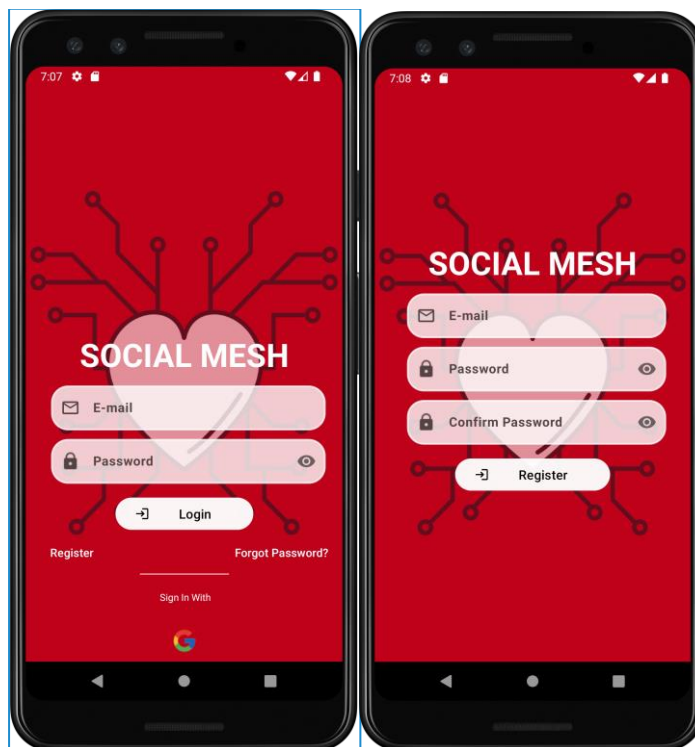 7:07
SOCIAL MESH
E-mail
Password
Login
Register
Forgot Password?
Sign In With
7:08
SOCIAL MESH
E-mail
Password
Confirm Password
Register